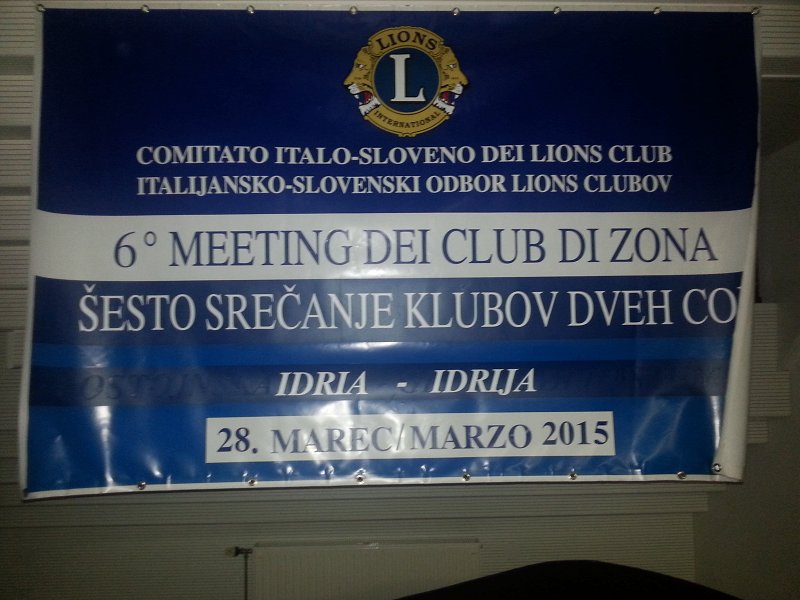 LIONS
L
INTERNATIONAL
COMITATO ITALO-SLOVENO DEI LIONS CLUB
ITALIJANSKO-SLOVENSKI ODBOR LIONS CLUBOV
6° MEETING DEI CLUB DI ZONA
ŠESTO SREČANJE KLUBOV DVEH CO
IDRIA - IDRIJA
28. MAREC/MARZO 2015